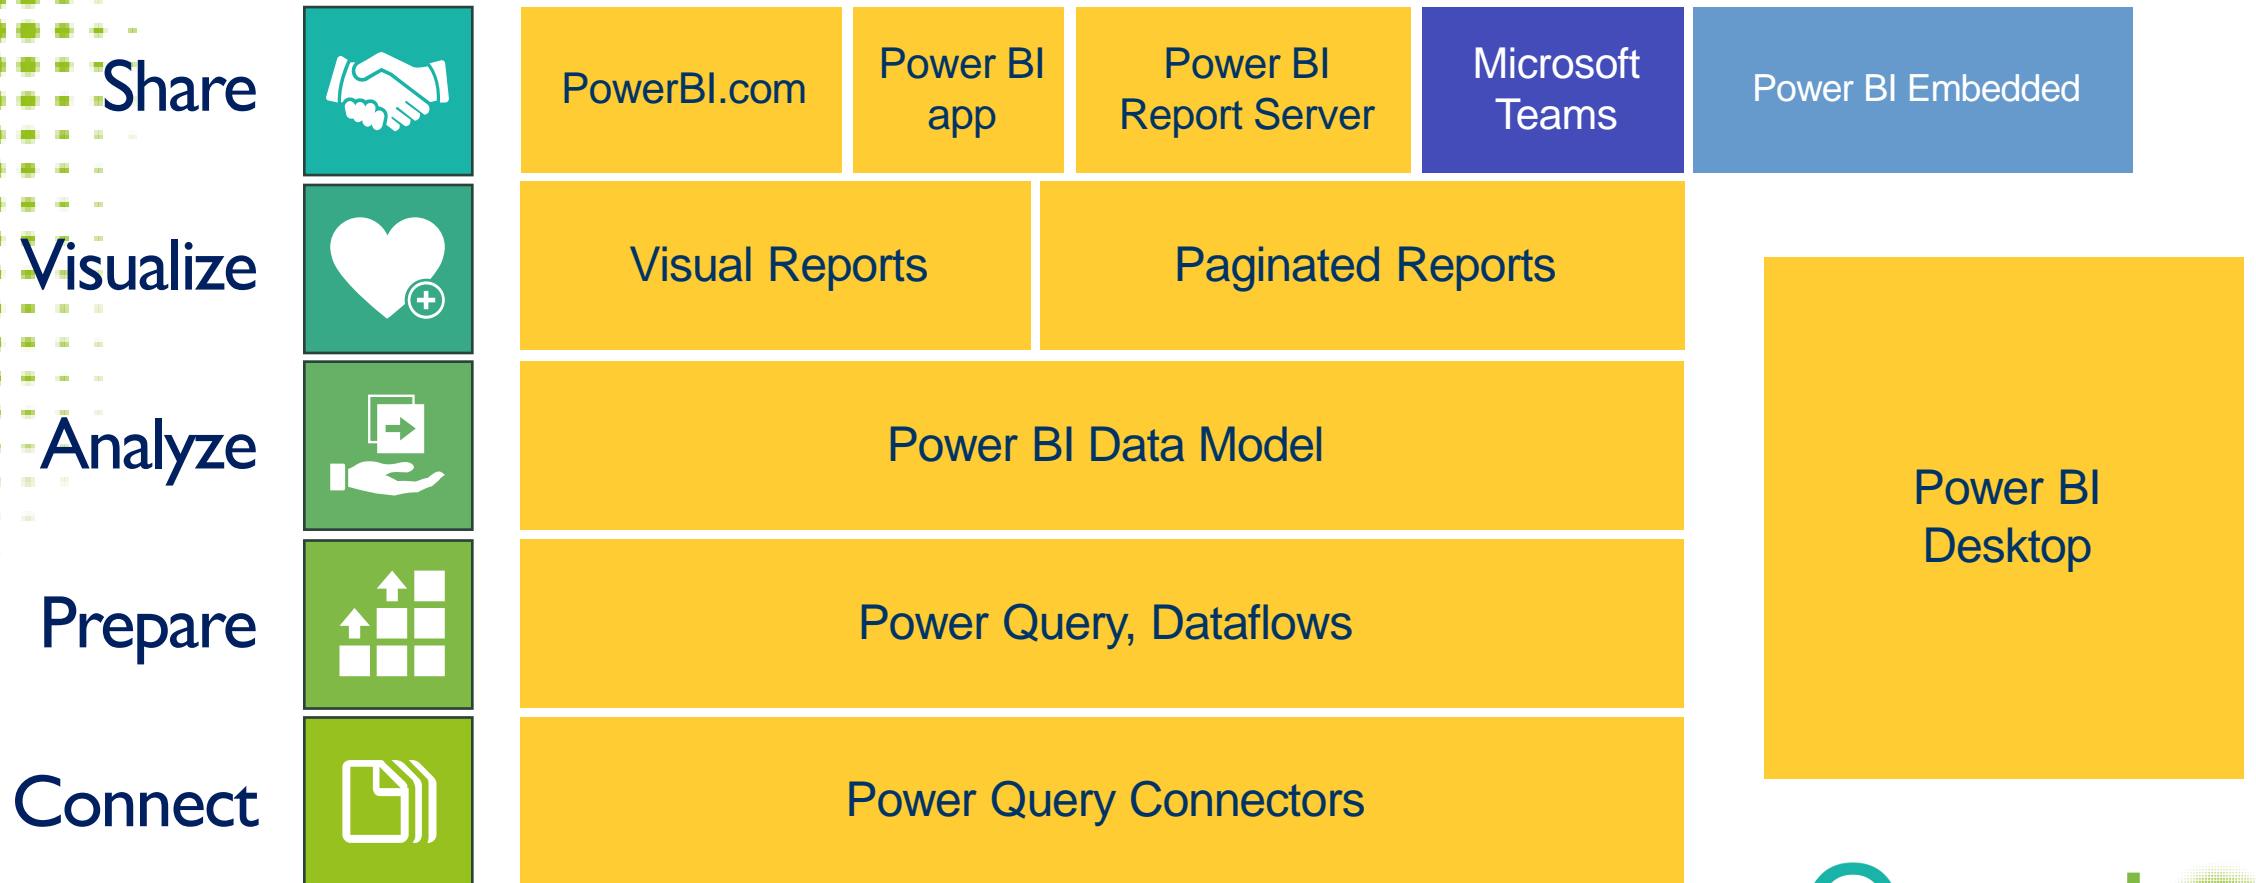 Share
PowerBI.com
Power BI
app
Power BI
Report Server
Microsoft
Teams
Power BI Embedded
Visualize
Visual Reports
Paginated Reports
Analyze
Power BI Data Model
Power BI
Desktop
Prepare
Power Query, Dataflows
Connect
Power Query Connectors